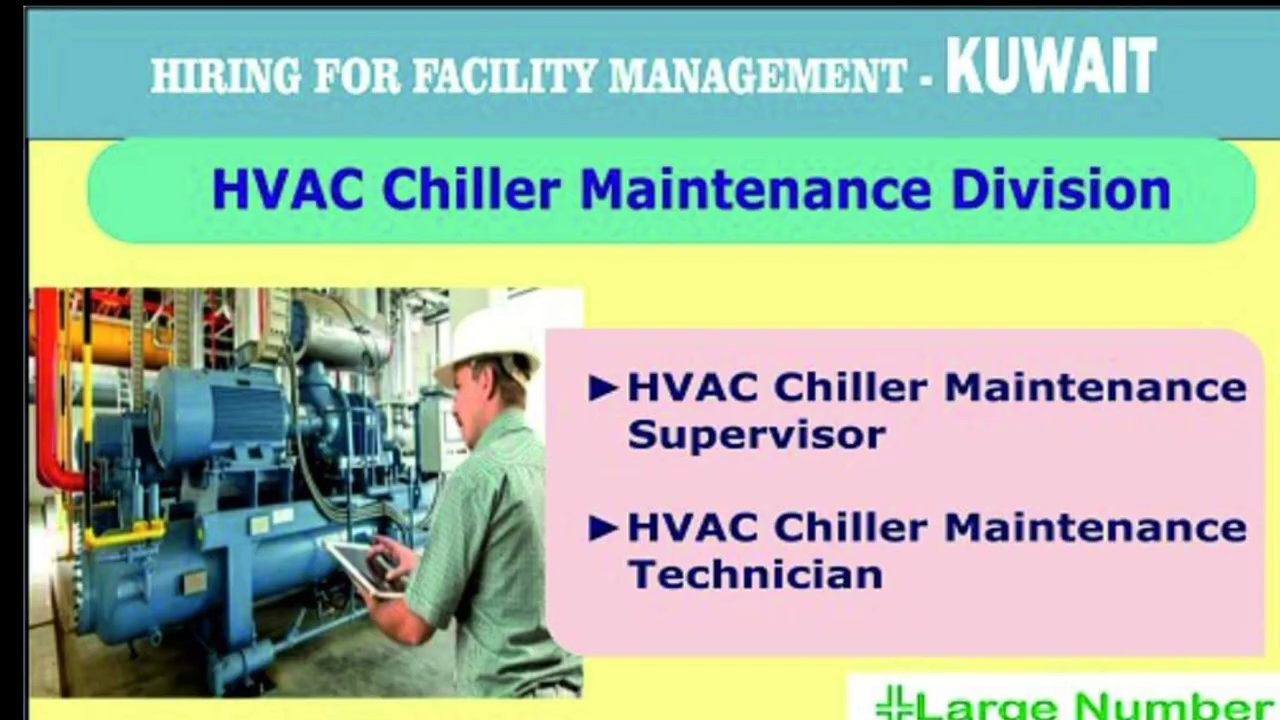 HIRING FOR FACILITY MANAGEMENT - KUWAIT
HVAC Chiller Maintenance Division
►HVAC Chiller Maintenance
Supervisor
►HVAC Chiller Maintenance
Technician
Large Number